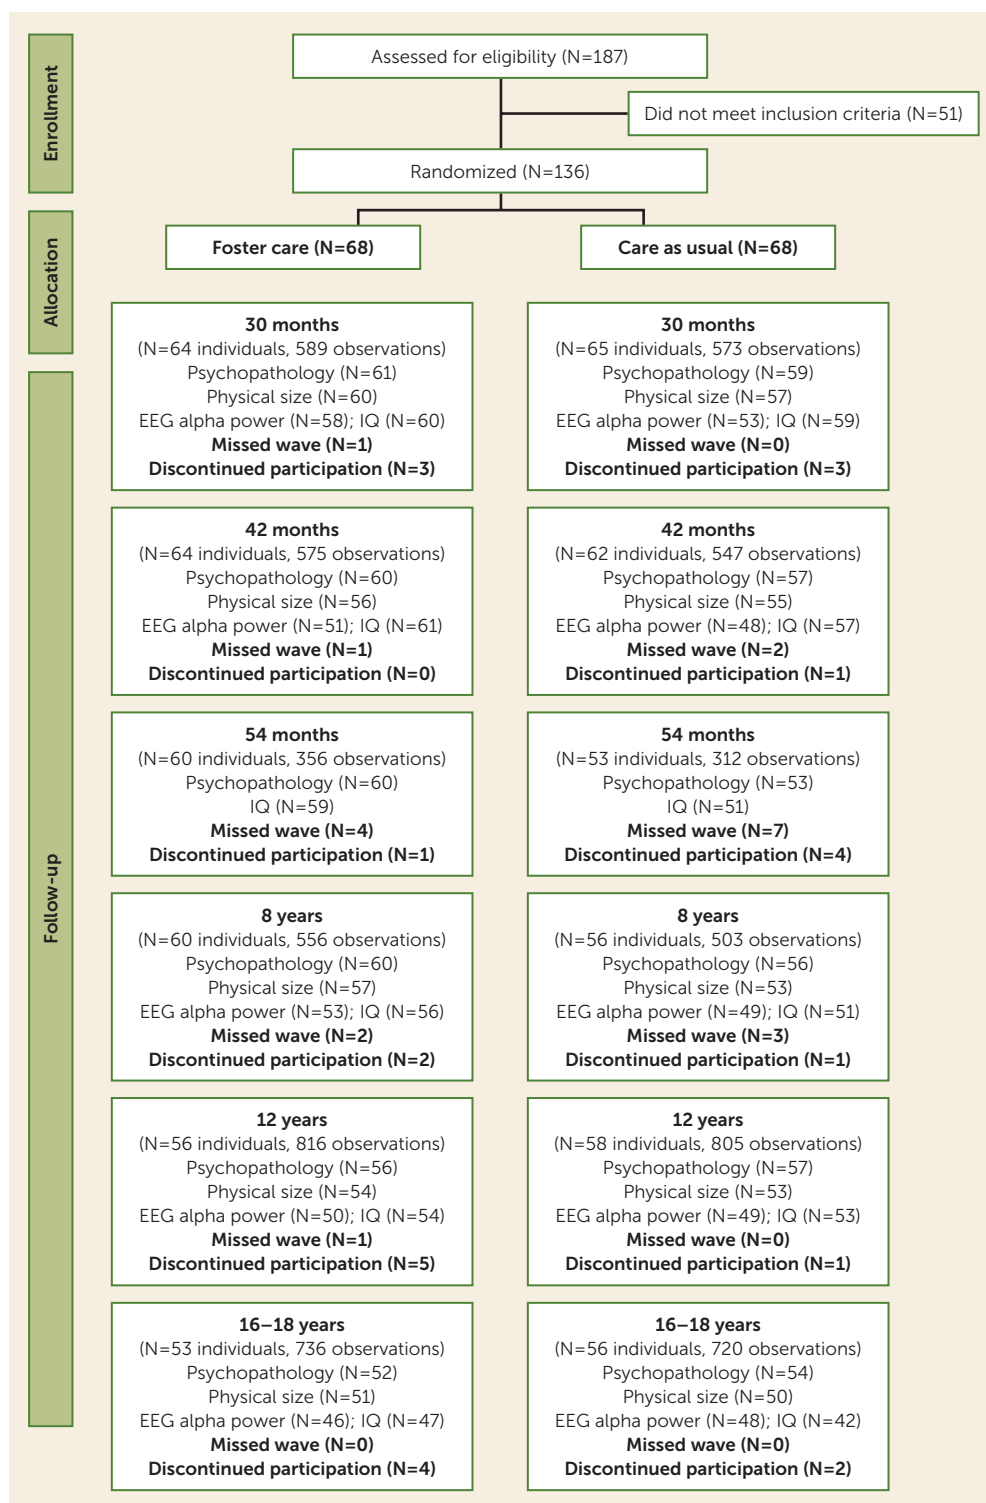 Enrollment
Assessed for eligibility (N=187)
Did not meet inclusion criteria (N=51)
Randomized (N=136)
Allocation
Foster care (N=68)
Care as usual (N=68)
Follow-up
30 months
(N=64 individuals, 589 observations)
Psychopathology (N=61)
Physical size (N=60)
EEG alpha power (N=58); IQ (N=60)
Missed wave (N=1)
Discontinued participation (N=3)
30 months
(N=65 individuals, 573 observations)
Psychopathology (N=59)
Physical size (N=57)
EEG alpha power (N=53); IQ (N=59)
Missed wave (N=0)
Discontinued participation (N=3)
42 months
(N=64 individuals, 575 observations)
Psychopathology (N=60)
Physical size (N=56)
EEG alpha power (N=51); IQ (N=61)
Missed wave (N=1)
Discontinued participation (N=0)
42 months
(N=62 individuals, 547 observations)
Psychopathology (N=57)
Physical size (N=55)
EEG alpha power (N=48); IQ (N=57)
Missed wave (N=2)
Discontinued participation (N=1)
54 months
(N=60 individuals, 356 observations)
Psychopathology (N=60)
IQ (N=59)
Missed wave (N=4)
Discontinued participation (N=1)
54 months
(N=53 individuals, 312 observations)
Psychopathology (N=53)
IQ (N=51)
Missed wave (N=7)
Discontinued participation (N=4)
8 years
(N=60 individuals, 556 observations)
Psychopathology (N=60)
Physical size (N=57)
EEG alpha power (N=53); IQ (N=56)
Missed wave (N=2)
Discontinued participation (N=2)
8 years
(N=56 individuals, 503 observations)
Psychopathology (N=56)
Physical size (N=53)
EEG alpha power (N=49); IQ (N=51)
Missed wave (N=3)
Discontinued participation (N=1)
12 years
(N=56 individuals, 816 observations)
Psychopathology (N=56)
Physical size (N=54)
EEG alpha power (N=50); IQ (N=54)
Missed wave (N=1)
Discontinued participation (N=5)
12 years
(N=58 individuals, 805 observations)
Psychopathology (N=57)
Physical size (N=53)
EEG alpha power (N=49); IQ (N=53)
Missed wave (N=0)
Discontinued participation (N=1)
16–18 years
(N=53 individuals, 736 observations)
Psychopathology (N=52)
Physical size (N=51)
EEG alpha power (N=46); IQ (N=47)
Missed wave (N=0)
Discontinued participation (N=4)
16–18 years
(N=56 individuals, 720 observations)
Psychopathology (N=54)
Physical size (N=50)
EEG alpha power (N=48); IQ (N=42)
Missed wave (N=0)
Discontinued participation (N=2)